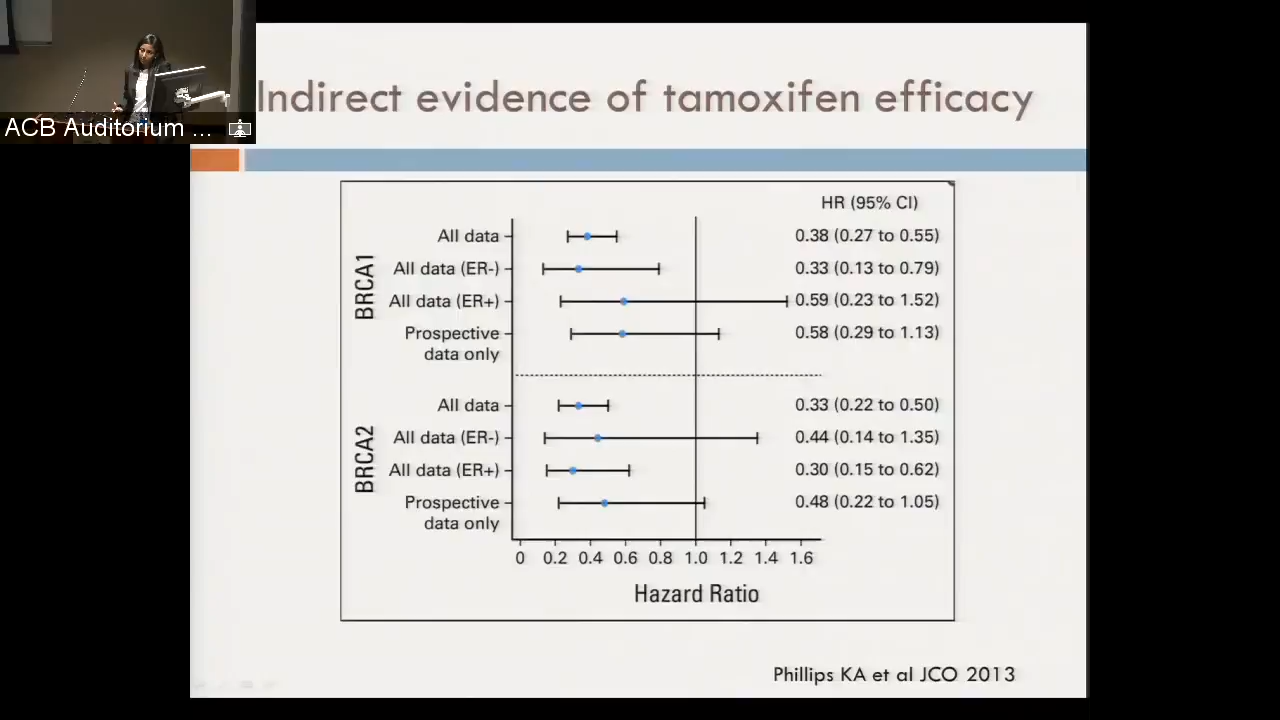 ACB Auditorium ...
Indirect evidence of tamoxifen efficacy
HR (95% CI)
BRCA1
All data 0.38 (0.27 to 0.55)
All data (ER-) 0.33 (0.13 to 0.79)
All data (ER+) 0.59 (0.23 to 1.52)
Prospective 0.58 (0.29 to 1.13)
data only
BRCA2
All data 0.33 (0.22 to 0.50)
All data (ER-) 0.44 (0.14 to 1.35)
All data (ER+) 0.30 (0.15 to 0.62)
Prospective 0.48 (0.22 to 1.05)
data only
0 0.2 0.4 0.6 0.8 1.0 1.2 1.4 1.6
Hazard Ratio
Phillips KA et al JCO 2013